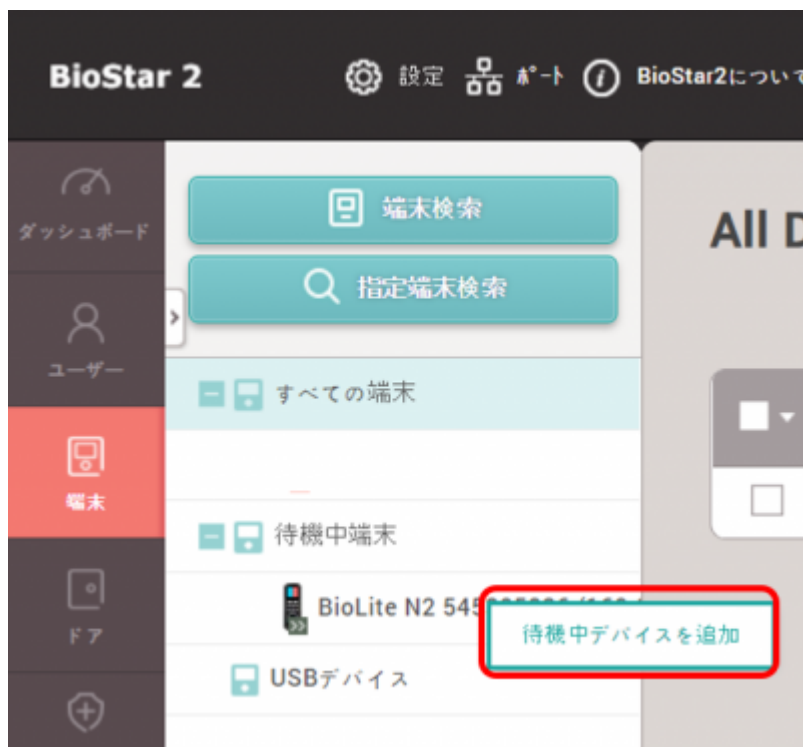 BioStar 2
設定
ポート
BioStar2につい
ダッシュボード
ユーザー
端末
ドア
端末検索
指定端末検索
すべての端末
待機中端末
BioLite N2
待機中デバイスを追加
USBデバイス
All